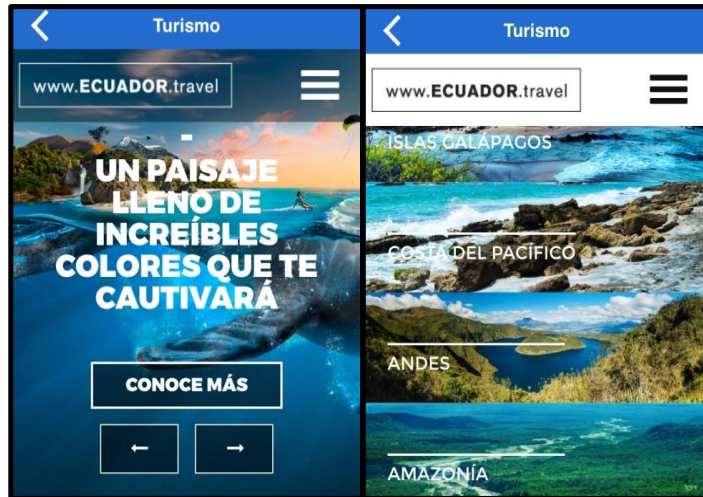 Turismo
www.ECUADOR.travel
UN PAISAJE
LLENO DE
INCREÍBLES
COLORES QUE TE
CAUTIVARÁ
CONOCE MÁS
← →
Turismo
www.ECUADOR.travel
ISLAS GALÁPAGOS
COSTA DEL PACÍFICO
ANDES
AMAZONÍA